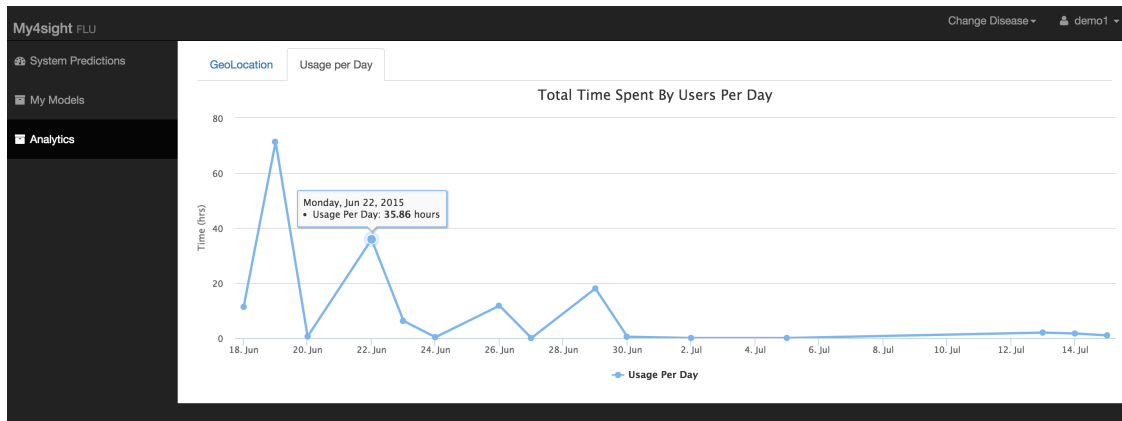 My4sight FLU
Change Disease
demo1
System Predictions
My Models
Analytics
GeoLocation
Usage per Day
Total Time Spent By Users Per Day
Time (hrs)
80
60
40
20
0
Monday, Jun 22, 2015
• Usage Per Day: 35.86 hours
18. Jun 20. Jun 22. Jun 24. Jun 26. Jun 28. Jun 30. Jun 2. Jul 4. Jul 6. Jul 8. Jul 10. Jul 12. Jul 14. Jul
Usage Per Day